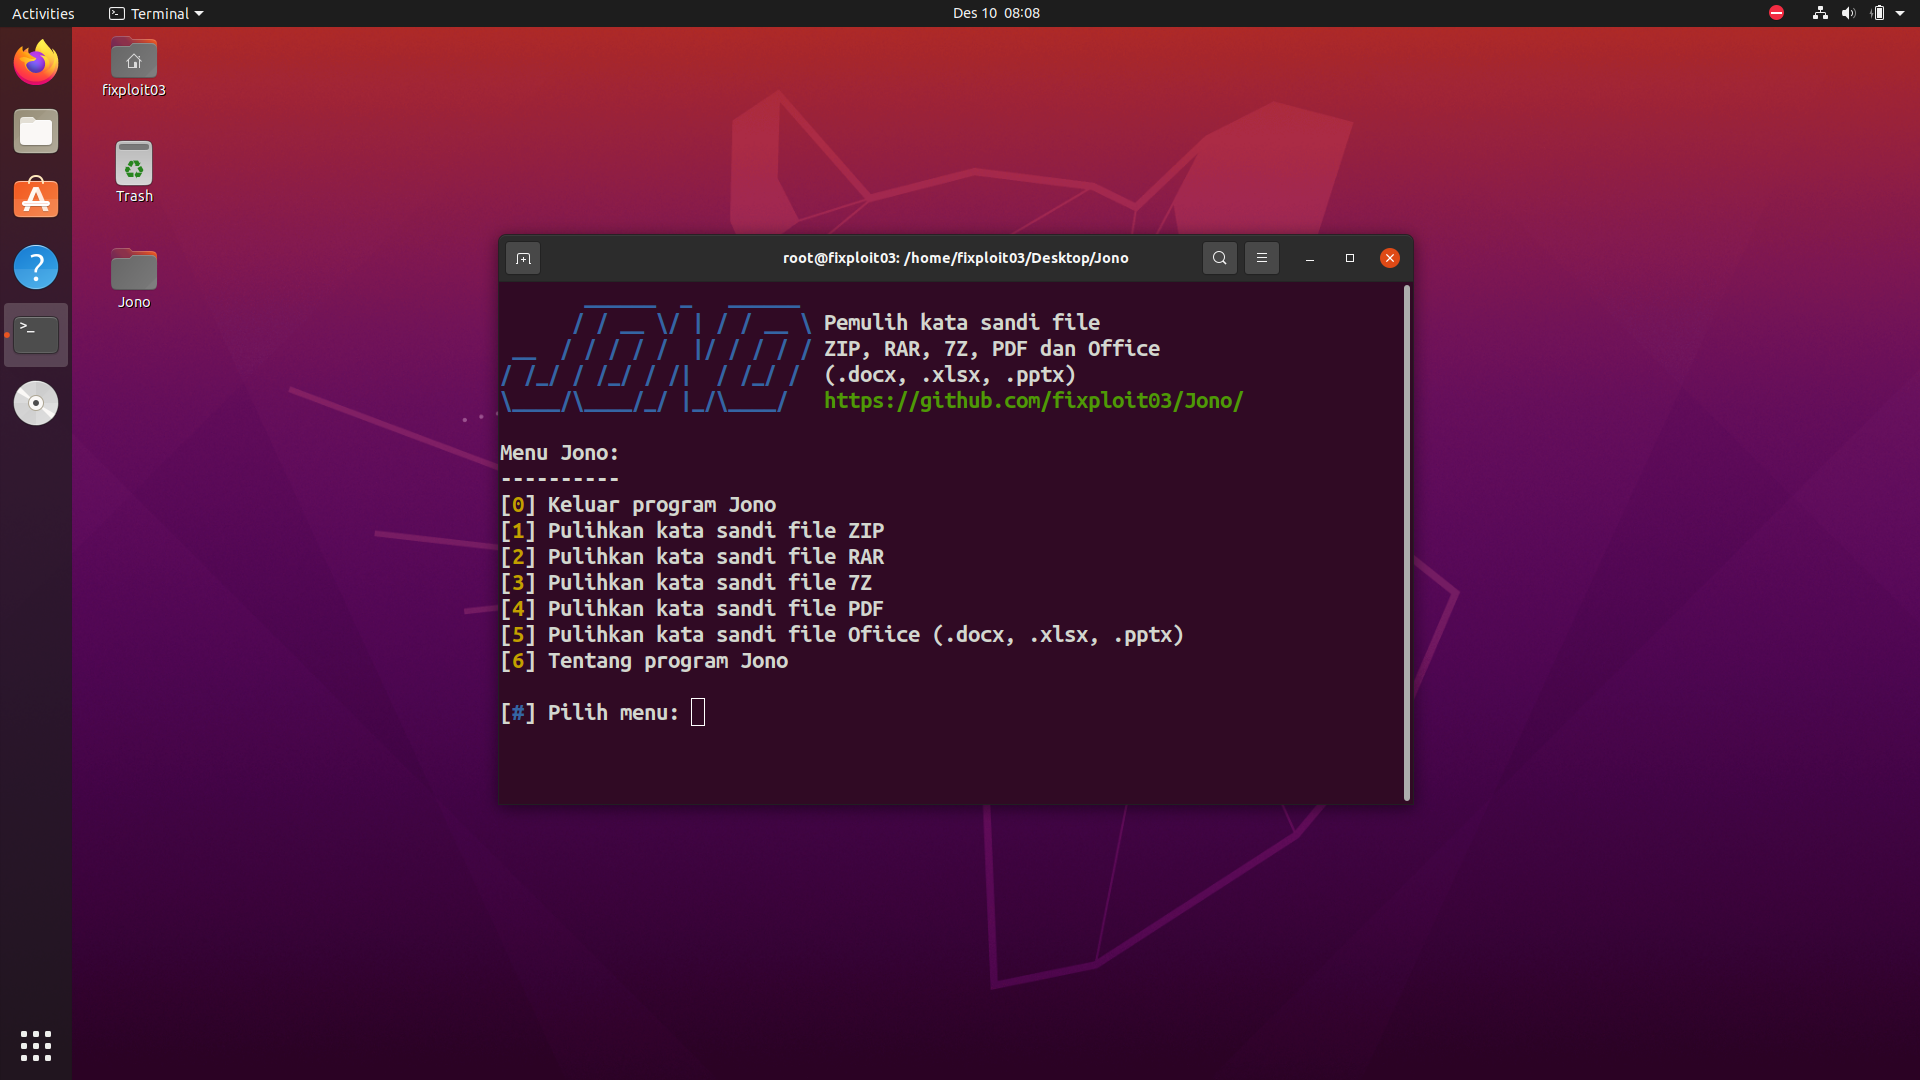 Activities
Terminal
Des 10 08:08
fixploit03
Trash
Jono
root@fixploit03: /home/fixploit03/Desktop/Jono
Pemulih kata sandi file
ZIP, RAR, 7Z, PDF dan Office
(.docx, .xlsx, .pptx)
https://github.com/fixploit03/Jono/
Menu Jono:
----------
[0] Keluar program Jono
[1] Pulihkan kata sandi file ZIP
[2] Pulihkan kata sandi file RAR
[3] Pulihkan kata sandi file 7Z
[4] Pulihkan kata sandi file PDF
[5] Pulihkan kata sandi file Ofiice (.docx, .xlsx, .pptx)
[6] Tentang program Jono
[#] Pilih menu: